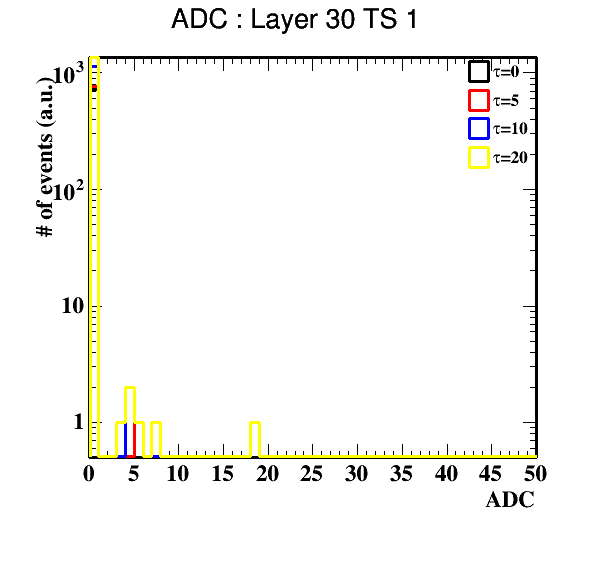 ADC : Layer 30 TS 1
# of events (a.u.)
10³
10²
10
1
τ=0
τ=5
τ=10
τ=20
0 5 10 15 20 25 30 35 40 45 50
ADC